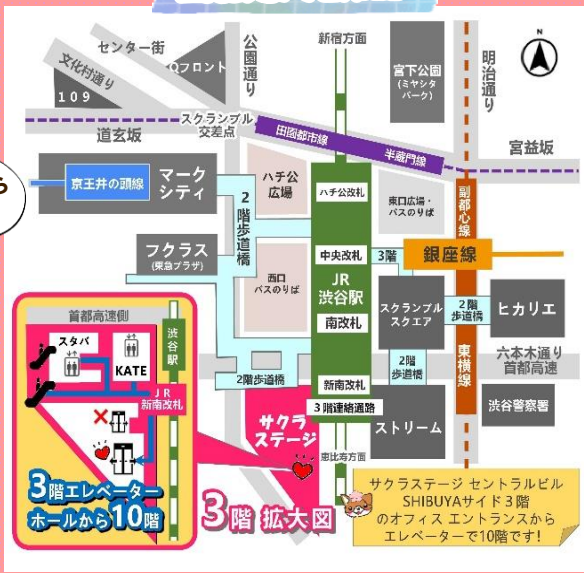 N
新宿方面
センター街
公園通り
Qフロント
文化村通り
109
宮下公園
(ミヤシタ
パーク)
明治通り
スクランブル
交差点
道玄坂
田園都市線
半蔵門線
宮益坂
ら
京王井の頭線
マーク
シティ
ハチ公
広場
ハチ公改札
東口広場・
バスのりば
副都心線
2階歩道橋
フクラス
(東急プラザ)
西口
バスのりば
中央改札
3階
銀座線
JR
渋谷駅
南改札
スクランブル
スクエア
2階
歩道橋
ヒカリエ
首都高速側
スタバ
KATE
渋谷駅
JR
新南改札
2階歩道橋
新南改札
3階連絡通路
2階
歩道橋
東横線
六本木通り
首都高速
渋谷警察署
ストリーム
サクラ
ステージ
恵比寿方面
3階エレベーター
ホールから10階
3階 拡大図
サクラステージ セントラルビル
SHIBUYAサイド3階
のオフィス エントランスから
エレベーターで10階です!